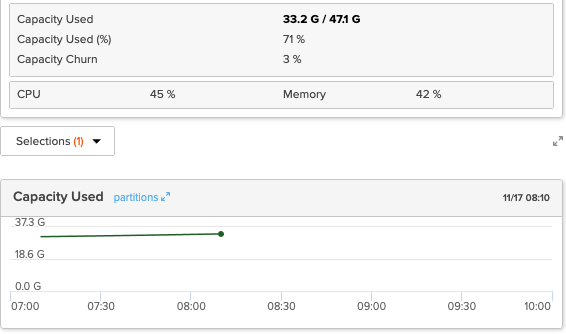 Capacity Used 33.2 G / 47.1 G
Capacity Used (%) 71 %
Capacity Churn 3 %
CPU 45 % Memory 42 %
Selections (1)
Capacity Used partitions 11/17 08:10
37.3 G
18.6 G
0.0 G
07:00 07:30 08:00 08:30 09:00 09:30 10:00